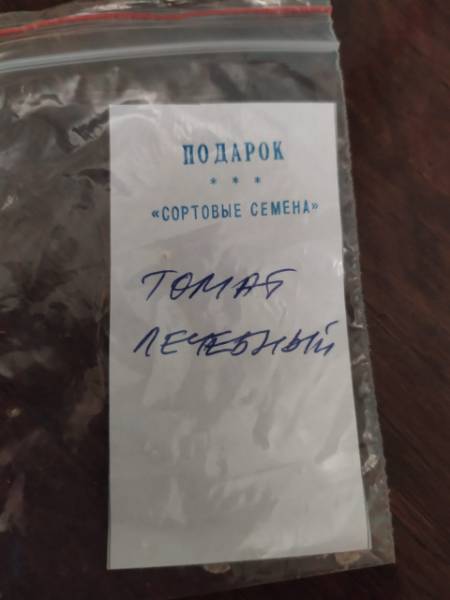 ПОДАРОК
* * *
«СОРТОВЫЕ СЕМЕНА»
ТОМАТ
ЛЕЧЕБНЫЙ